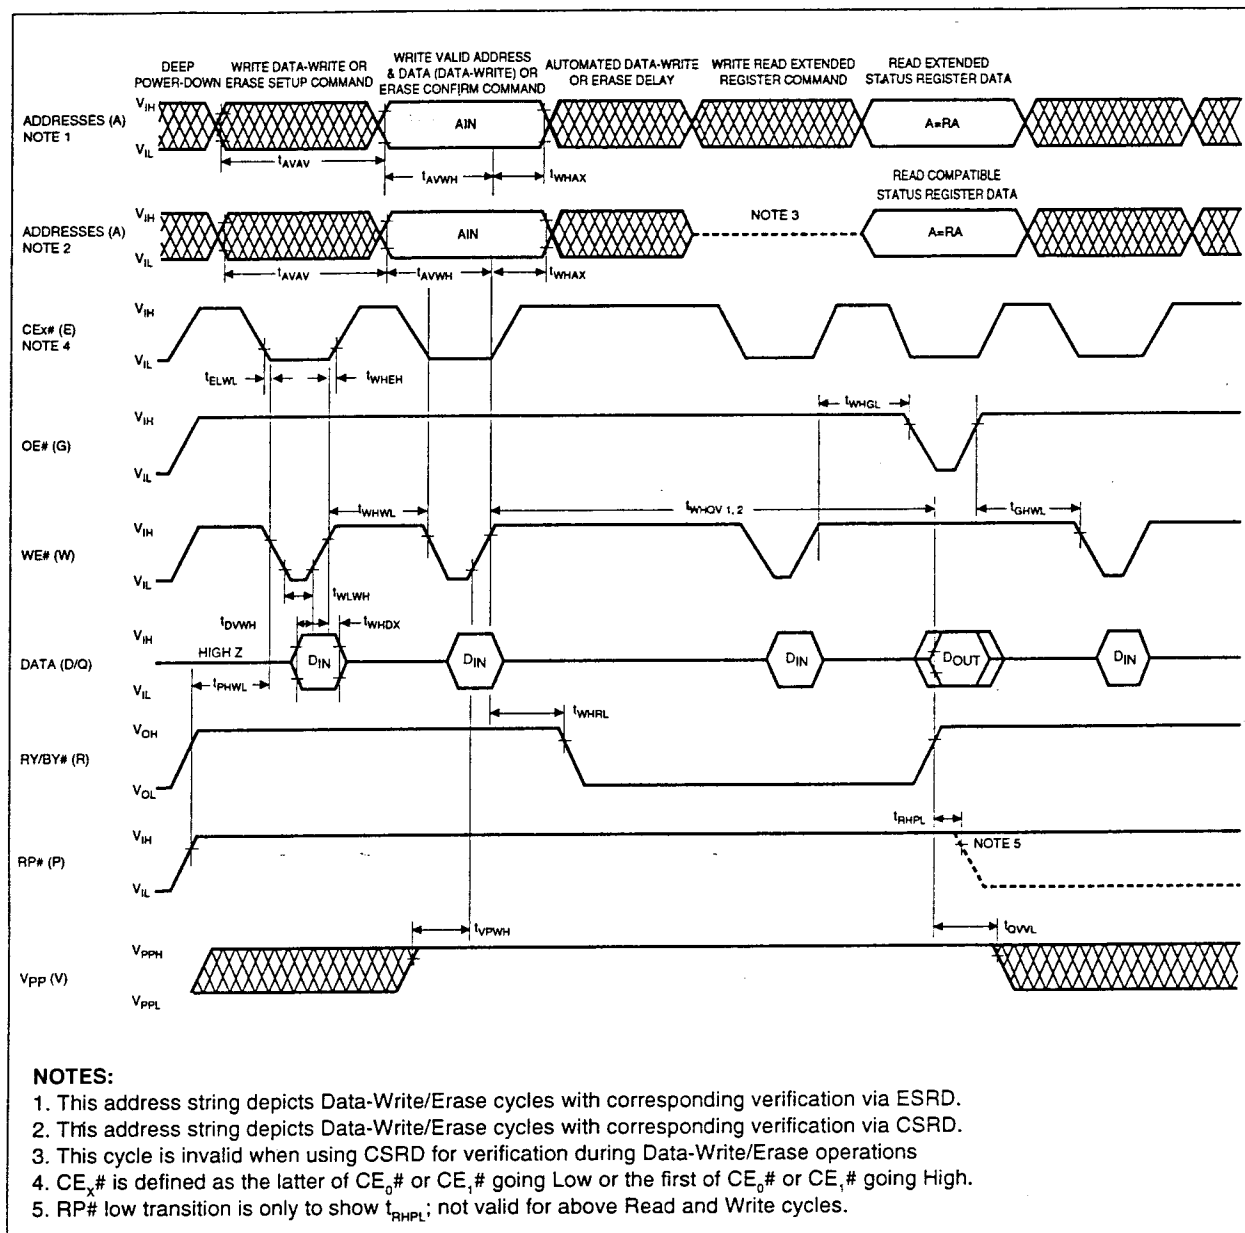 DEEP
POWER-DOWN
WRITE DATA-WRITE OR
ERASE SETUP COMMAND
WRITE VALID ADDRESS
& DATA (DATA-WRITE) OR
ERASE CONFIRM COMMAND
AUTOMATED DATA-WRITE
OR ERASE DELAY
WRITE READ EXTENDED
REGISTER COMMAND
READ EXTENDED
STATUS REGISTER DATA
ADDRESSES (A)
NOTE 1
VIH
VIL
AIN
A=RA
tAVAV
tAVWH
tWHAX
READ COMPATIBLE
STATUS REGISTER DATA
ADDRESSES (A)
NOTE 2
VIH
VIL
AIN
NOTE 3
A=RA
tAVAV
tAVWH
tWHAX
CEx# (E)
NOTE 4
VIH
VIL
tELWL
tWHEH
OE# (G)
VIH
VIL
tWHGL
WE# (W)
VIH
VIL
tWHWL
tWHQV 1, 2
tGHWL
tWLWH
tDVWH
tWHDX
DATA (D/Q)
VIH
VIL
HIGH Z
DIN
DIN
DIN
DOUT
DIN
tPHWL
tWHRL
RY/BY# (R)
VOH
VOL
RP# (P)
VIH
VIL
tRHPL
NOTE 5
VPP (V)
VPPH
VPPL
tVPWH
tQVVL
NOTES:
1. This address string depicts Data-Write/Erase cycles with corresponding verification via ESRD.
2. This address string depicts Data-Write/Erase cycles with corresponding verification via CSRD.
3. This cycle is invalid when using CSRD for verification during Data-Write/Erase operations
4. CEx# is defined as the latter of CE0# or CE1# going Low or the first of CE0# or CE1# going High.
5. RP# low transition is only to show tRHPL; not valid for above Read and Write cycles.